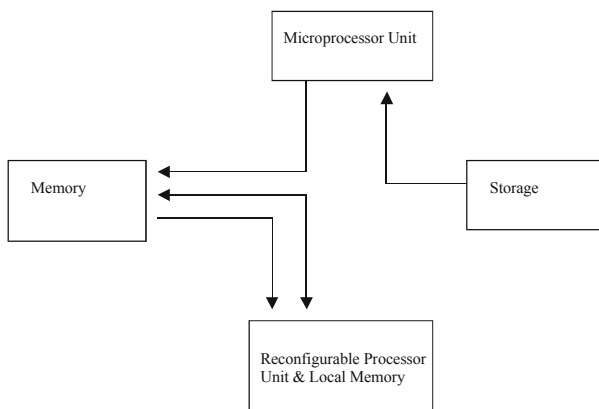 Microprocessor Unit
Memory
Storage
Reconfigurable Processor
Unit & Local Memory